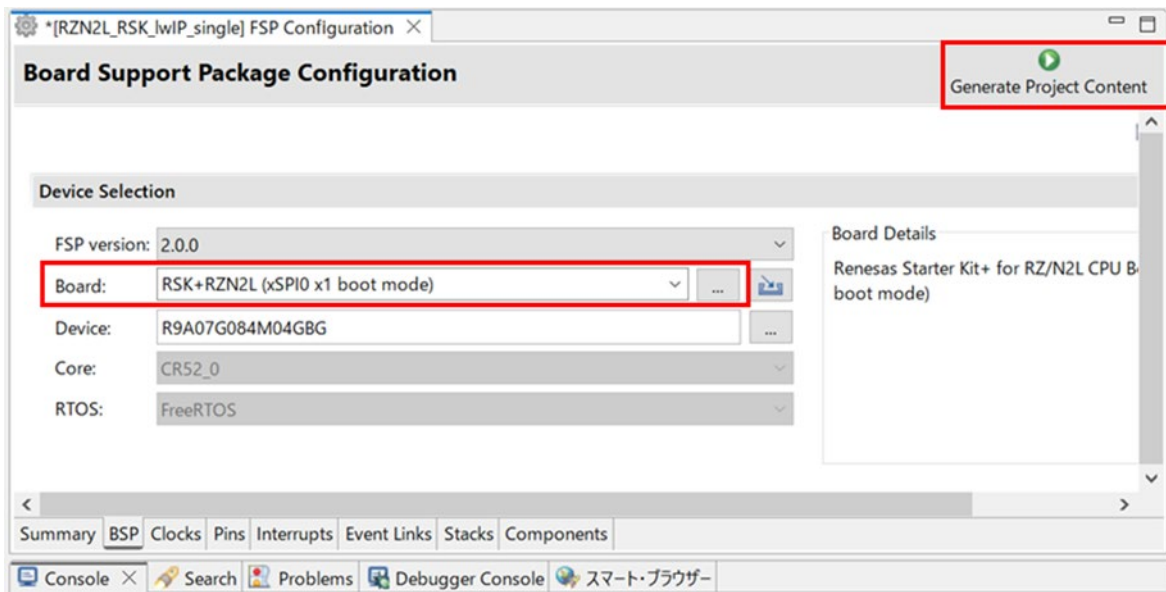 *[RZN2L_RSK_lwIP_single] FSP Configuration
Board Support Package Configuration
Generate Project Content
Device Selection
FSP version: 2.0.0
Board: RSK+RZN2L (xSPI0 x1 boot mode) ...
Device: R9A07G084M04GBG ...
Core: CR52_0
RTOS: FreeRTOS
Board Details
Renesas Starter Kit+ for RZ/N2L CPU B
boot mode)
Summary BSP Clocks Pins Interrupts Event Links Stacks Components
Console Search Problems Debugger Console スマート・ブラウザー